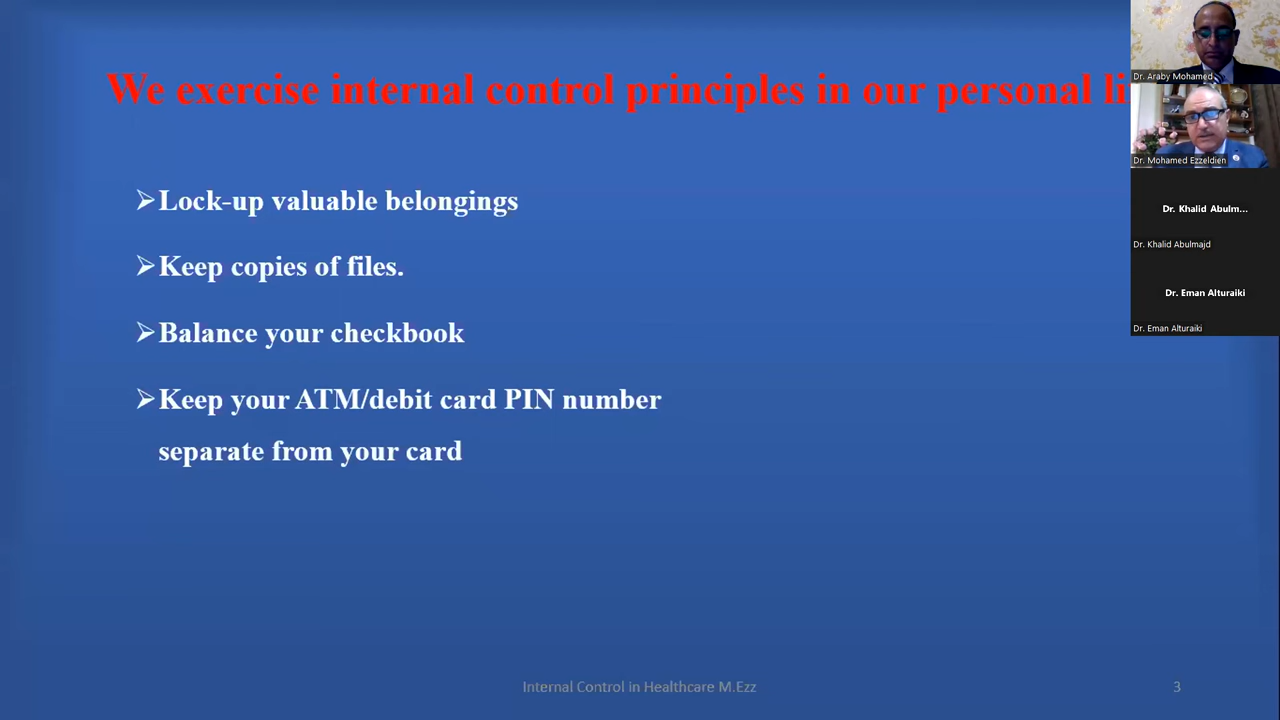 We exercise internal control principles in our personal
Dr. Araby Mohamed
Dr. Mohamed Ezzeldien
Dr. Khalid Abulm...
Dr. Khalid Abulmajd
Dr. Eman Alturaiki
Dr. Eman Alturaiki
➢Lock-up valuable belongings
➢Keep copies of files.
➢Balance your checkbook
➢Keep your ATM/debit card PIN number
separate from your card
Internal Control in Healthcare M.Ezz
3